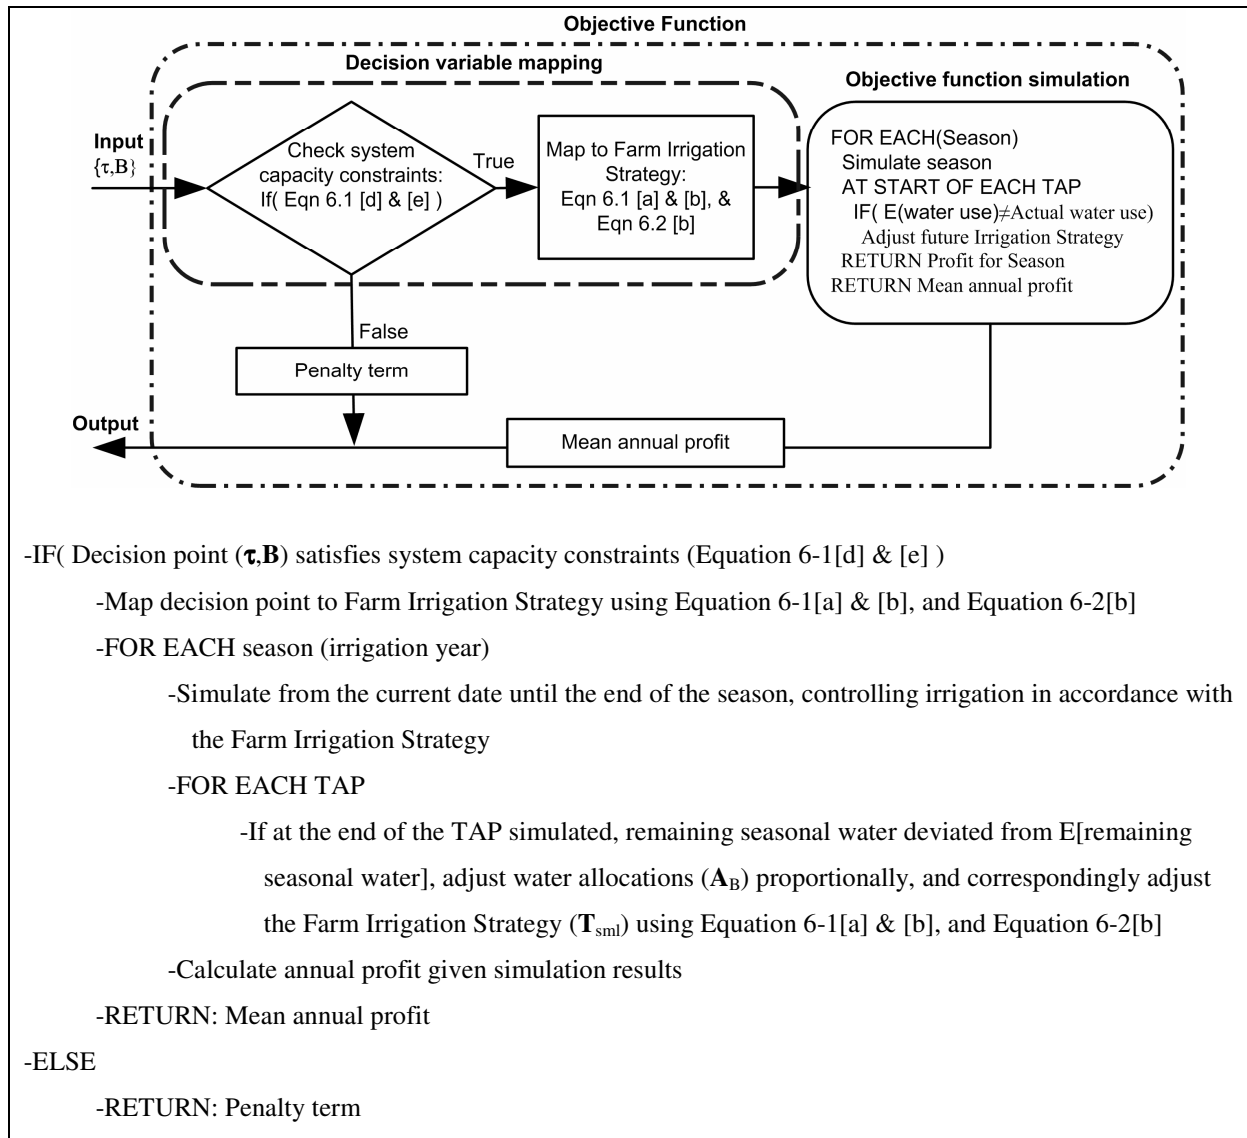 Objective Function
Decision variable mapping
Objective function simulation
Input
{τ,B}
Check system
capacity constraints:
If( Eqn 6.1 [d] & [e] )
True
Map to Farm Irrigation
Strategy:
Eqn 6.1 [a] & [b], &
Eqn 6.2 [b]
FOR EACH(Season)
Simulate season
AT START OF EACH TAP
IF( E(water use)≠Actual water use)
Adjust future Irrigation Strategy
RETURN Profit for Season
RETURN Mean annual profit
False
Penalty term
Output
Mean annual profit
-IF( Decision point (τ,B) satisfies system capacity constraints (Equation 6-1[d] & [e] )
-Map decision point to Farm Irrigation Strategy using Equation 6-1[a] & [b], and Equation 6-2[b]
-FOR EACH season (irrigation year)
-Simulate from the current date until the end of the season, controlling irrigation in accordance with
the Farm Irrigation Strategy
-FOR EACH TAP
-If at the end of the TAP simulated, remaining seasonal water deviated from E[remaining
seasonal water], adjust water allocations (A_B) proportionally, and correspondingly adjust
the Farm Irrigation Strategy (T_sml) using Equation 6-1[a] & [b], and Equation 6-2[b]
-Calculate annual profit given simulation results
-RETURN: Mean annual profit
-ELSE
-RETURN: Penalty term